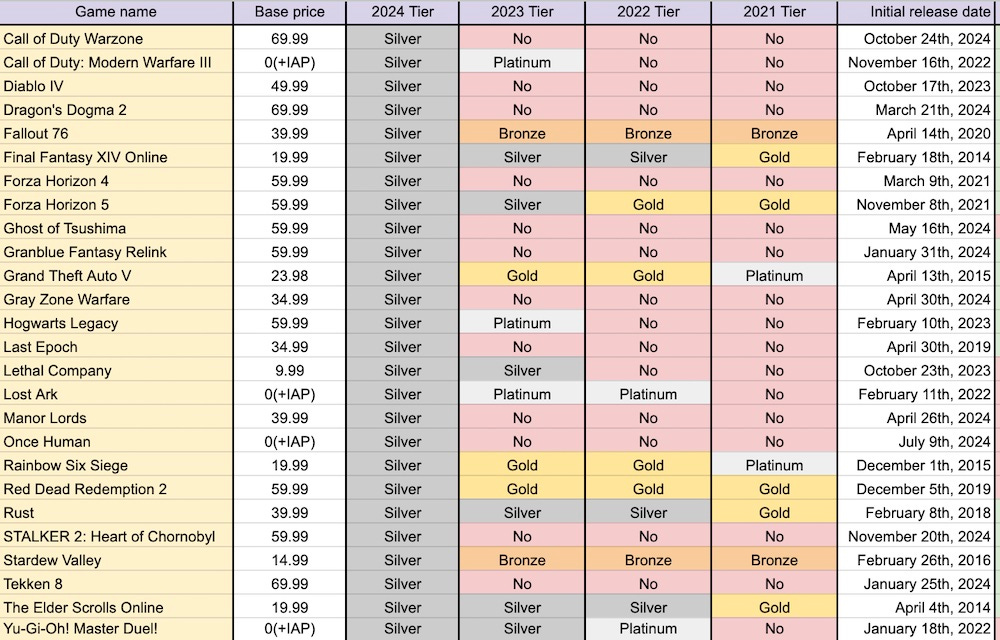 Game name Base price 2024 Tier 2023 Tier 2022 Tier 2021 Tier Initial release date
Call of Duty Warzone 69.99 Silver No No No October 24th, 2024
Call of Duty: Modern Warfare III 0(+IAP) Silver Platinum No No November 16th, 2022
Diablo IV 49.99 Silver No No No October 17th, 2023
Dragon's Dogma 2 69.99 Silver No No No March 21th, 2024
Fallout 76 39.99 Silver Bronze Bronze Bronze April 14th, 2020
Final Fantasy XIV Online 19.99 Silver Silver Silver Gold February 18th, 2014
Forza Horizon 4 59.99 Silver No No No March 9th, 2021
Forza Horizon 5 59.99 Silver Silver Gold Gold November 8th, 2021
Ghost of Tsushima 59.99 Silver No No No May 16th, 2024
Granblue Fantasy Relink 59.99 Silver No No No January 31th, 2024
Grand Theft Auto V 23.98 Silver Gold Gold Platinum April 13th, 2015
Gray Zone Warfare 34.99 Silver No No No April 30th, 2024
Hogwarts Legacy 59.99 Silver Platinum No No February 10th, 2023
Last Epoch 34.99 Silver No No No April 30th, 2019
Lethal Company 9.99 Silver Silver No No October 23th, 2023
Lost Ark 0(+IAP) Silver Platinum Platinum No February 11th, 2022
Manor Lords 39.99 Silver No No No April 26th, 2024
Once Human 0(+IAP) Silver No No No July 9th, 2024
Rainbow Six Siege 19.99 Silver Gold Gold Platinum December 1th, 2015
Red Dead Redemption 2 59.99 Silver Gold Gold Gold December 5th, 2019
Rust 39.99 Silver Silver Silver Gold February 8th, 2018
STALKER 2: Heart of Chornobyl 59.99 Silver No No No November 20th, 2024
Stardew Valley 14.99 Silver Bronze Bronze Bronze February 26th, 2016
Tekken 8 69.99 Silver No No No January 25th, 2024
The Elder Scrolls Online 19.99 Silver Silver Silver Gold April 4th, 2014
Yu-Gi-Oh! Master Duel! 0(+IAP) Silver Silver Platinum No January 18th, 2022